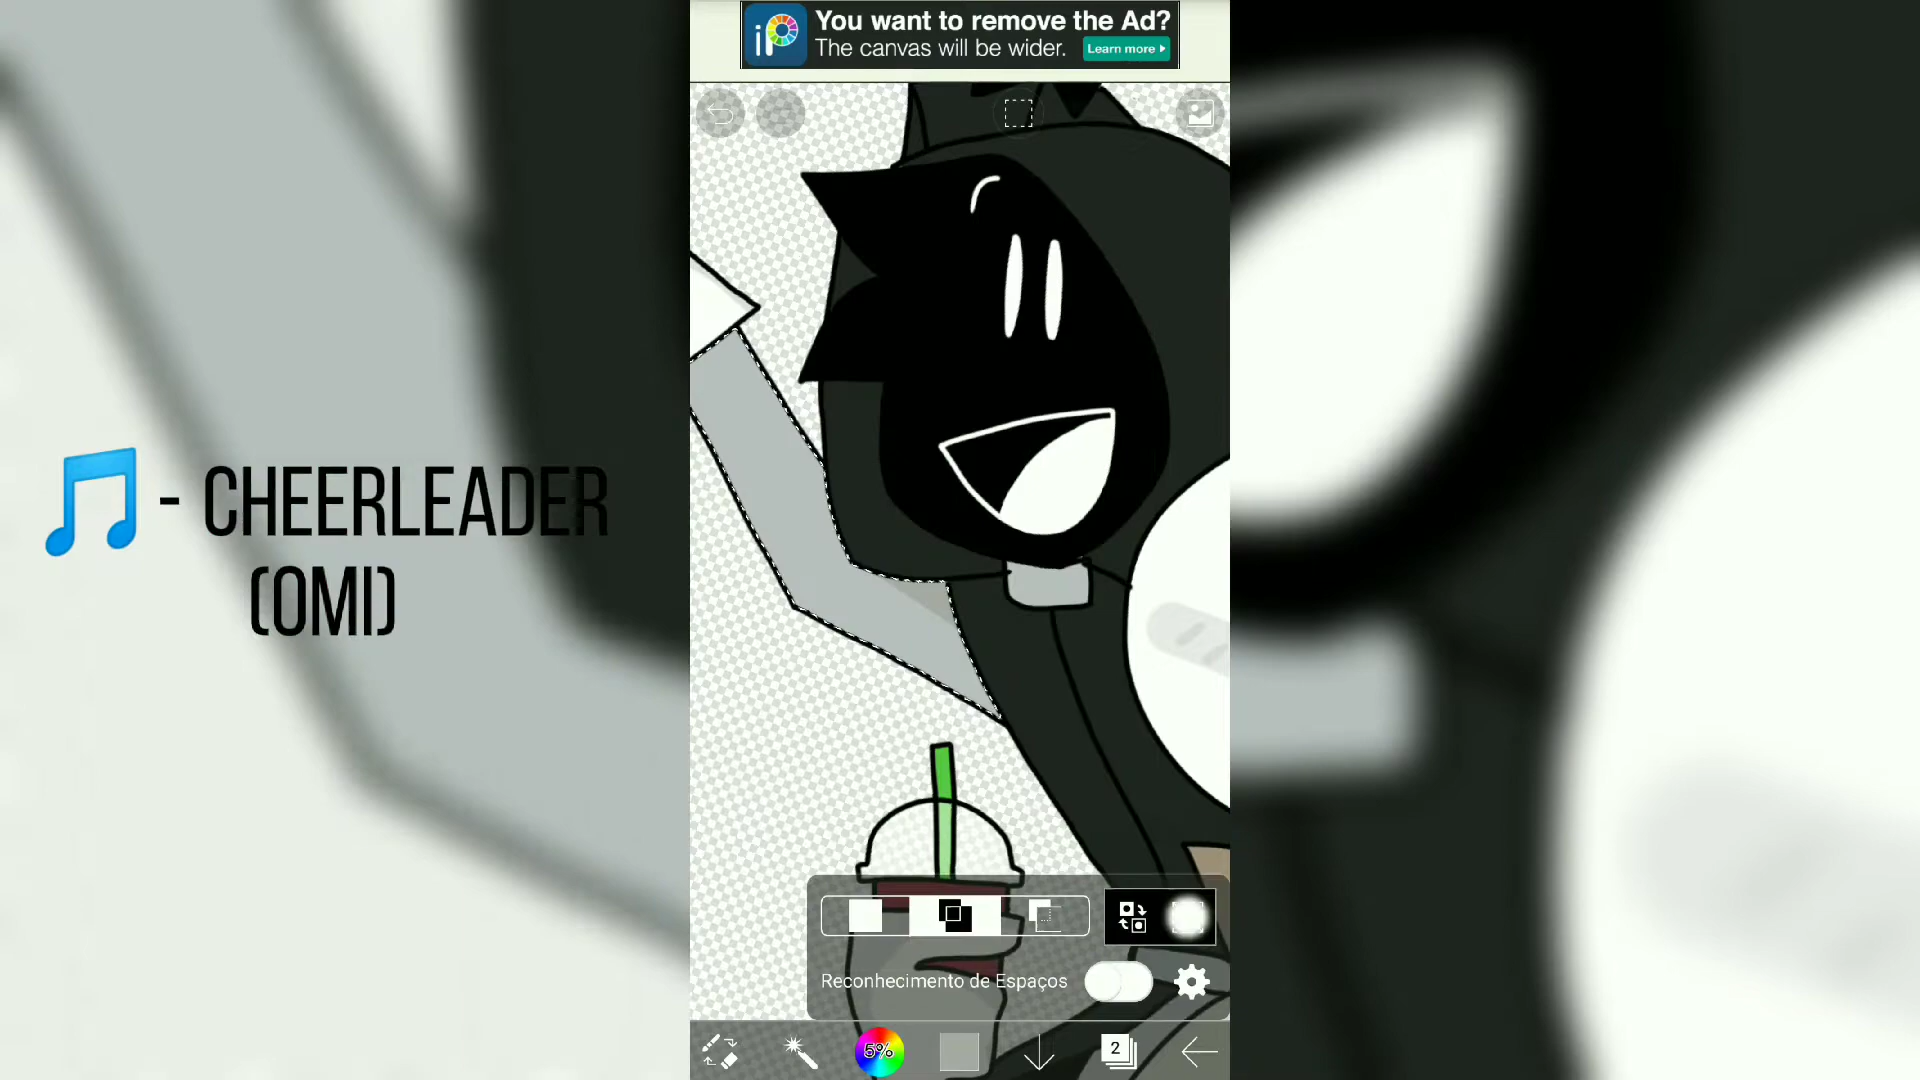 iP
You want to remove the Ad?
The canvas will be wider. Learn more
- CHEERLEADER
(OMI)
Reconhecimento de Espaços
5%
2